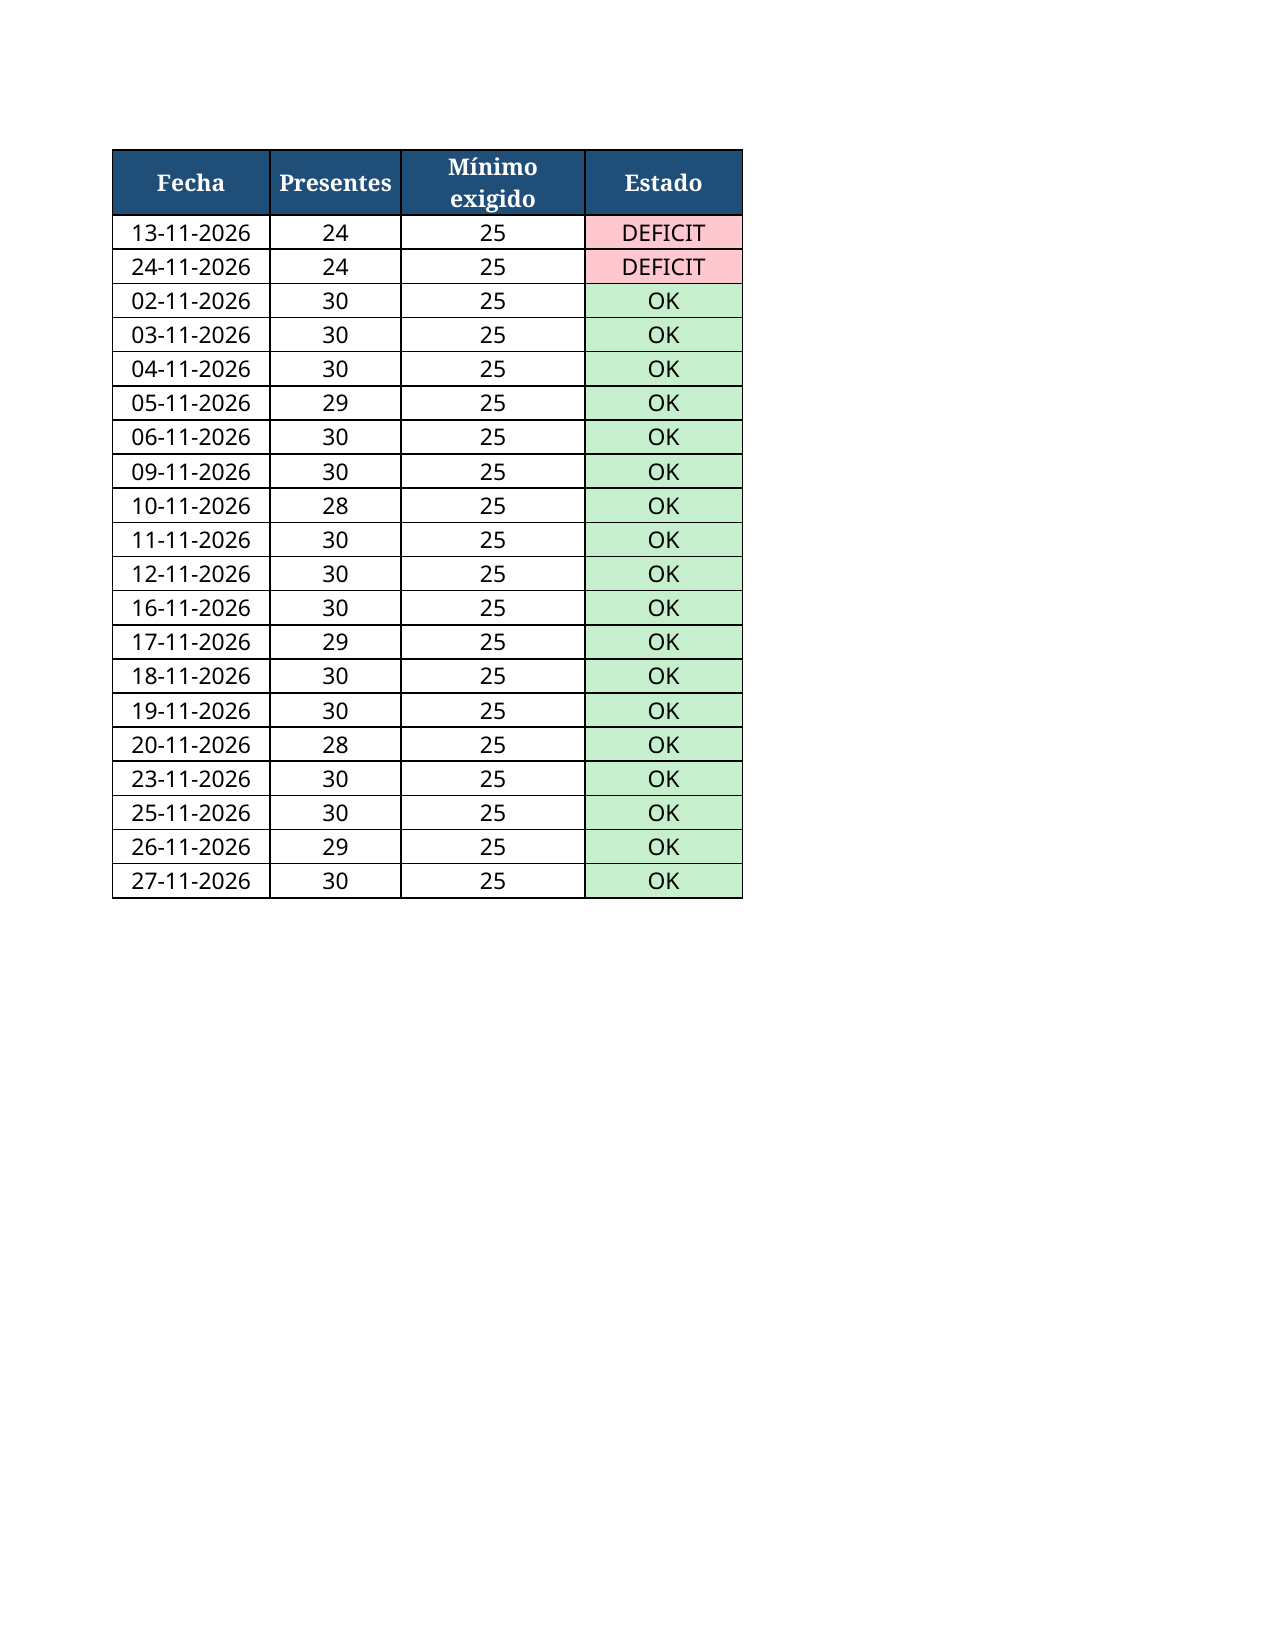 Fecha Presentes Mínimo exigido Estado
13-11-2026 24 25 DEFICIT
24-11-2026 24 25 DEFICIT
02-11-2026 30 25 OK
03-11-2026 30 25 OK
04-11-2026 30 25 OK
05-11-2026 29 25 OK
06-11-2026 30 25 OK
09-11-2026 30 25 OK
10-11-2026 28 25 OK
11-11-2026 30 25 OK
12-11-2026 30 25 OK
16-11-2026 30 25 OK
17-11-2026 29 25 OK
18-11-2026 30 25 OK
19-11-2026 30 25 OK
20-11-2026 28 25 OK
23-11-2026 30 25 OK
25-11-2026 30 25 OK
26-11-2026 29 25 OK
27-11-2026 30 25 OK